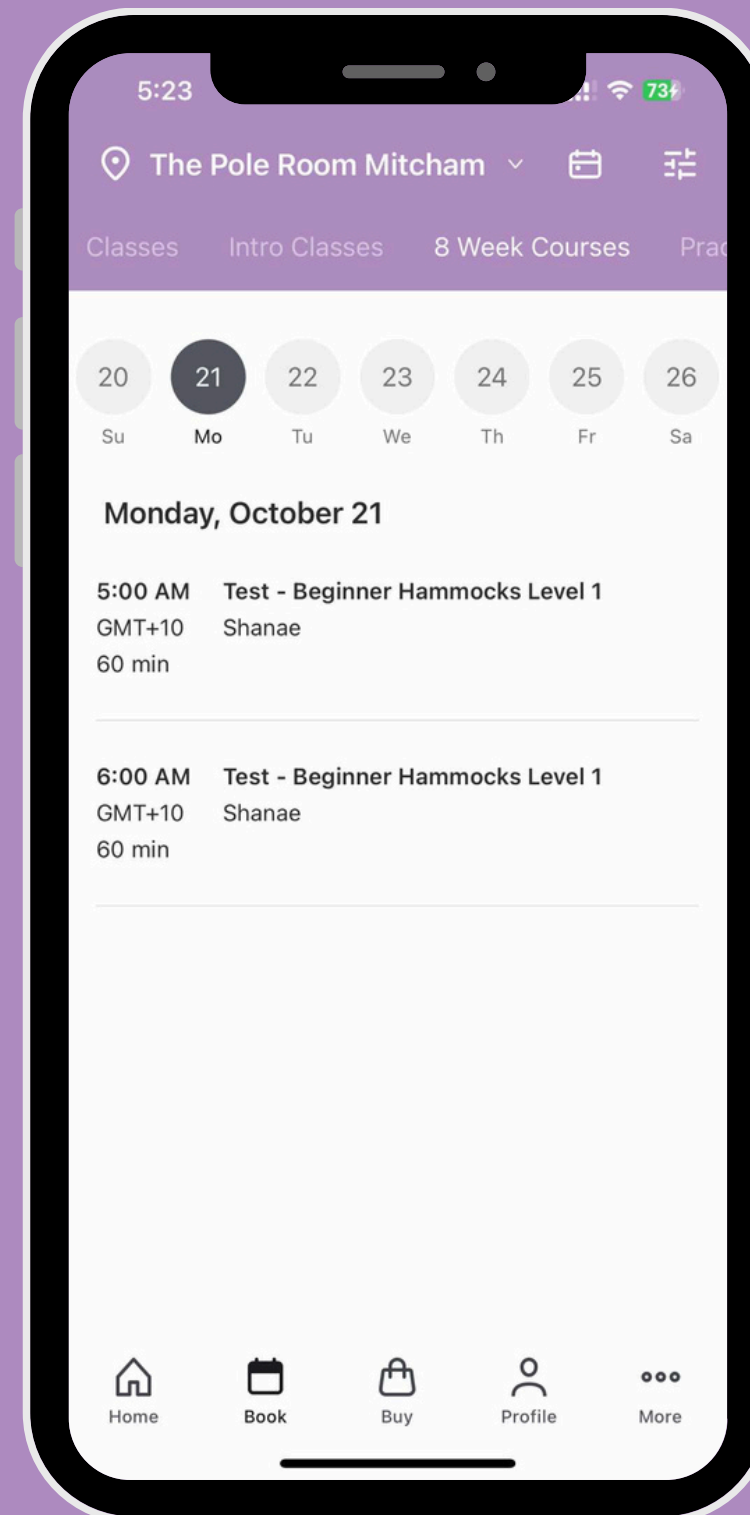 5:23
73
The Pole Room Mitcham
Classes Intro Classes 8 Week Courses Prac
20 21 22 23 24 25 26
Su Mo Tu We Th Fr Sa
Monday, October 21
5:00 AM Test - Beginner Hammocks Level 1
GMT+10 Shanae
60 min
6:00 AM Test - Beginner Hammocks Level 1
GMT+10 Shanae
60 min
Home Book Buy Profile More